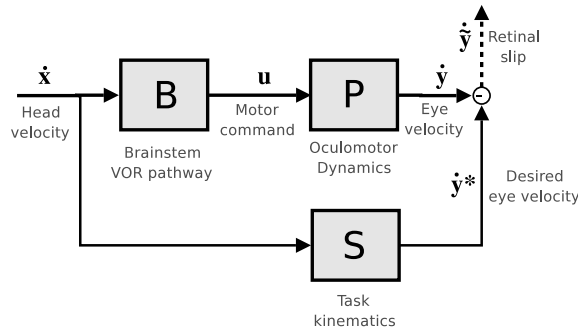 ẏ̃
Retinal
slip
ẋ
B
u
P
ẏ
-
Head
velocity
Motor
command
Eye
velocity
Brainstem
VOR pathway
Oculomotor
Dynamics
ẏ*
Desired
eye velocity
S
Task
kinematics